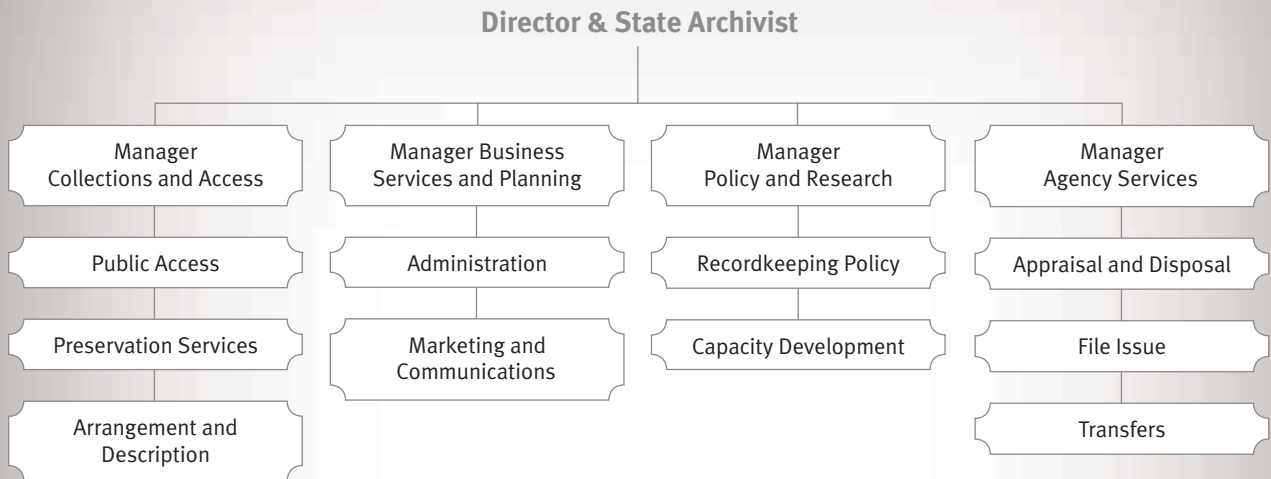 Director & State Archivist
Manager
Collections and Access
Public Access
Preservation Services
Arrangement and
Description
Manager Business
Services and Planning
Administration
Marketing and
Communications
Manager
Policy and Research
Recordkeeping Policy
Capacity Development
Manager
Agency Services
Appraisal and Disposal
File Issue
Transfers